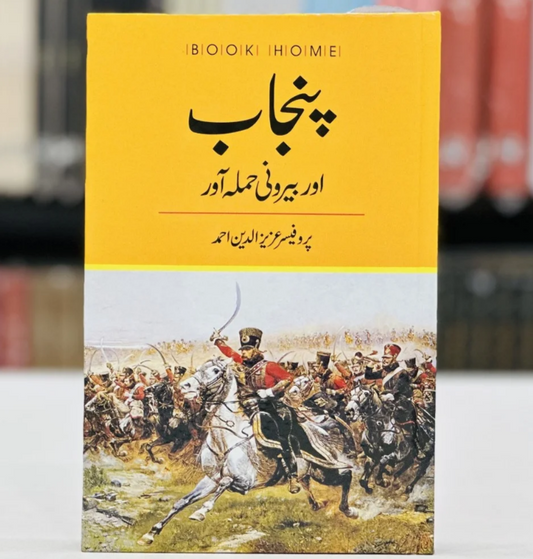 BOOK HOME
پنجاب
اور بیرونی حملہ آور
پروفیسر عزیز الدین احمد